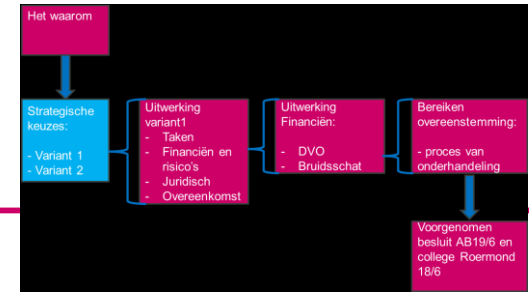 Het waarom
Strategische
keuzes:
- Variant 1
- Variant 2
Uitwerking
variant1
- Taken
- Financiën en
risico's
- Juridisch
- Overeenkomst
Uitwerking
Financiën:
- DVO
- Bruidsschat
Bereiken
overeenstemming:
- proces van
onderhandeling
Voorgenomen
besluit AB19/6 en
college Roermond
18/6